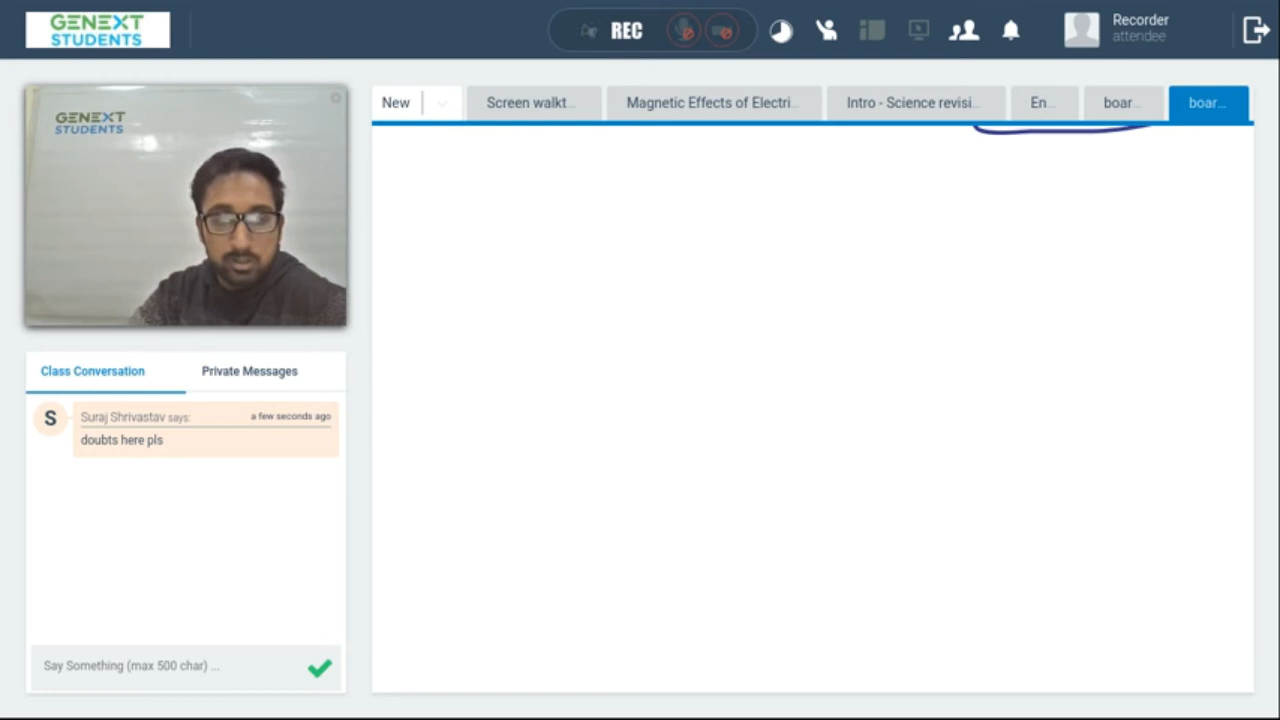 GENEXT
STUDENTS
REC
Recorder
attendee
GENEXT
STUDENTS
New
Screen walkt...
Magnetic Effects of Electri...
Intro - Science revisi...
En...
boar...
boar...
Class Conversation
Private Messages
S
Suraj Shrivastav says:
a few seconds ago
doubts here pls
Say Something (max 500 char) ...